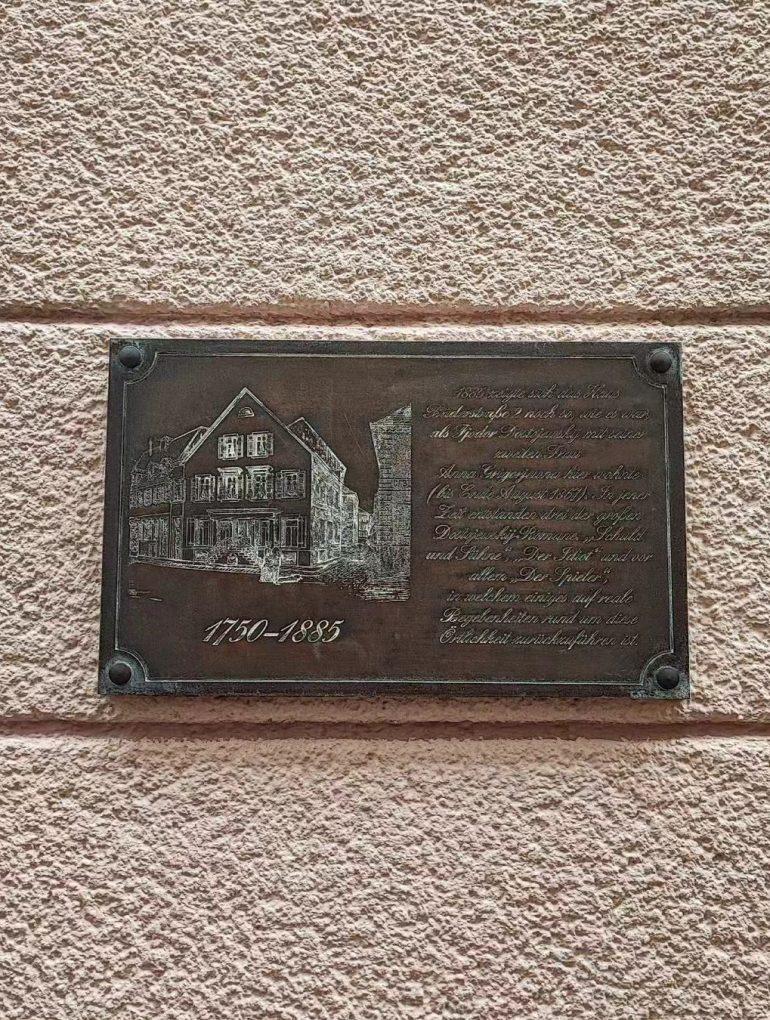 zeigte sich das Haus
2 noch so, wie es war,
als Fjodor Dostojewskij mit seiner
zweiten Frau
Anna Grigorjewna hier wohnte
(bis Ende August 1867). In jener
Zeit entstanden drei der großen
Dostojewskij-Romane, „Schuld
und Sühne“, „Der Idiot“ und vor
allem „Der Spieler“,
in welchem einiges auf reale
Begebenheiten rund um diese
Örtlichkeit zurückzuführen ist.
1750–1885